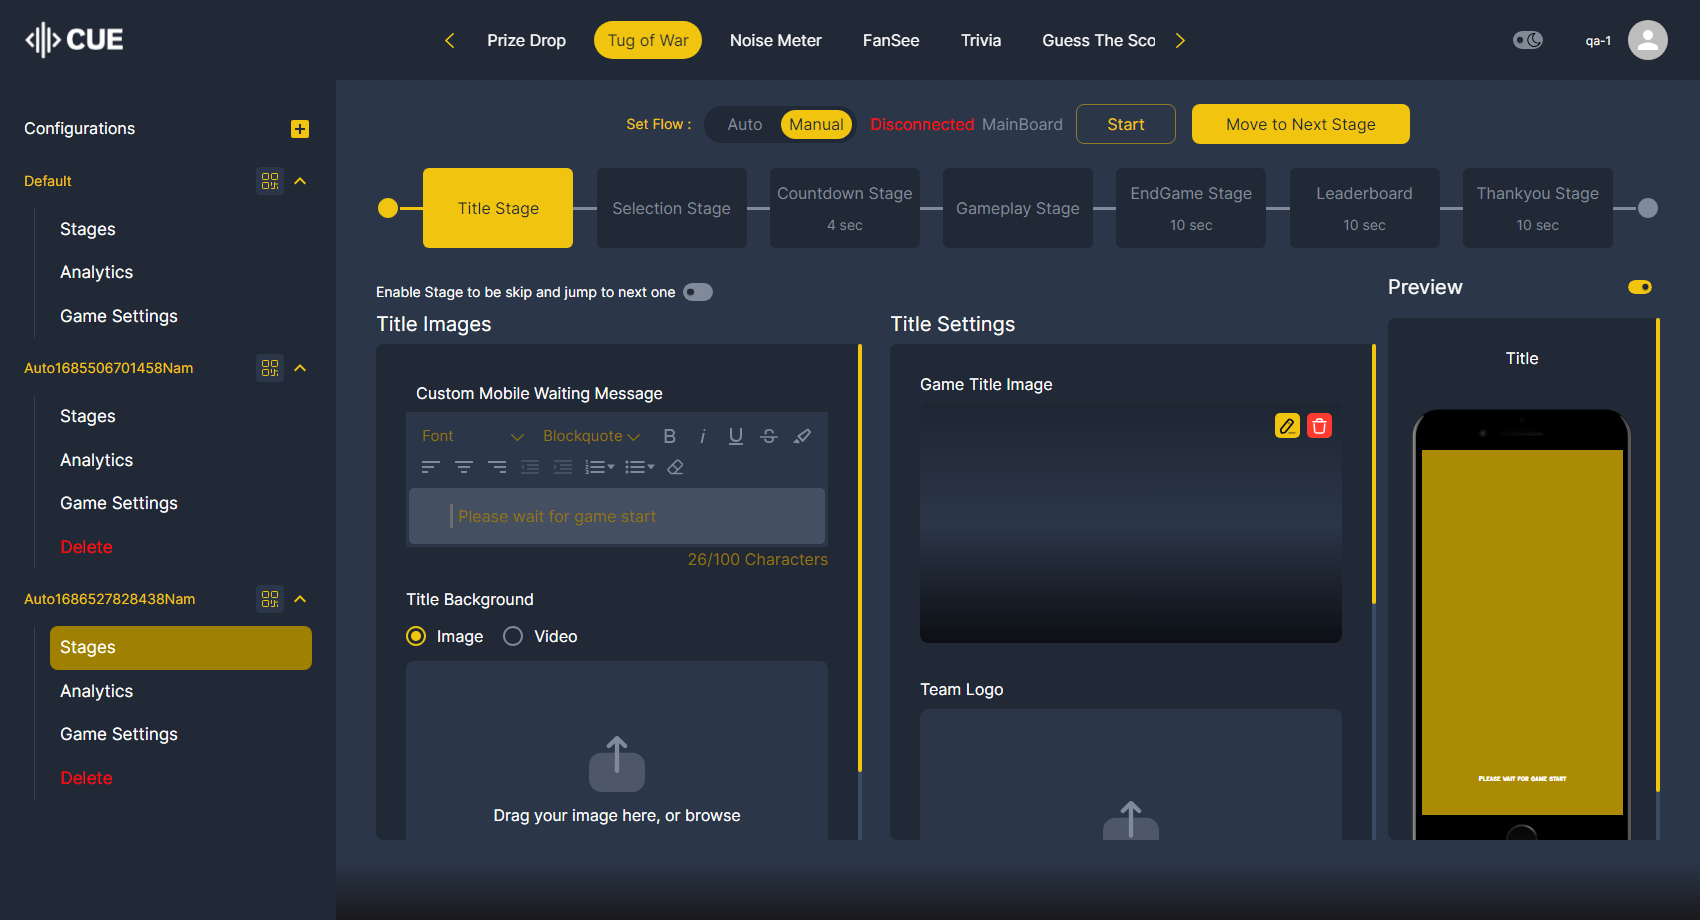 CUE
Prize Drop
Tug of War
Noise Meter
FanSee
Trivia
Guess The Sco
qa-1
Configurations
Default
Stages
Analytics
Game Settings
Auto1685506701458Nam
Stages
Analytics
Game Settings
Delete
Auto1686527828438Nam
Stages
Analytics
Game Settings
Delete
Set Flow :
Auto
Manual
Disconnected MainBoard
Start
Move to Next Stage
Title Stage
Selection Stage
Countdown Stage
4 sec
Gameplay Stage
EndGame Stage
10 sec
Leaderboard
10 sec
Thankyou Stage
10 sec
Enable Stage to be skip and jump to next one
Title Images
Custom Mobile Waiting Message
Font
Blockquote
B
i
U
S
Please wait for game start
26/100 Characters
Title Background
Image
Video
Drag your image here, or browse
Title Settings
Game Title Image
Team Logo
Preview
Title
PLEASE WAIT FOR GAME START